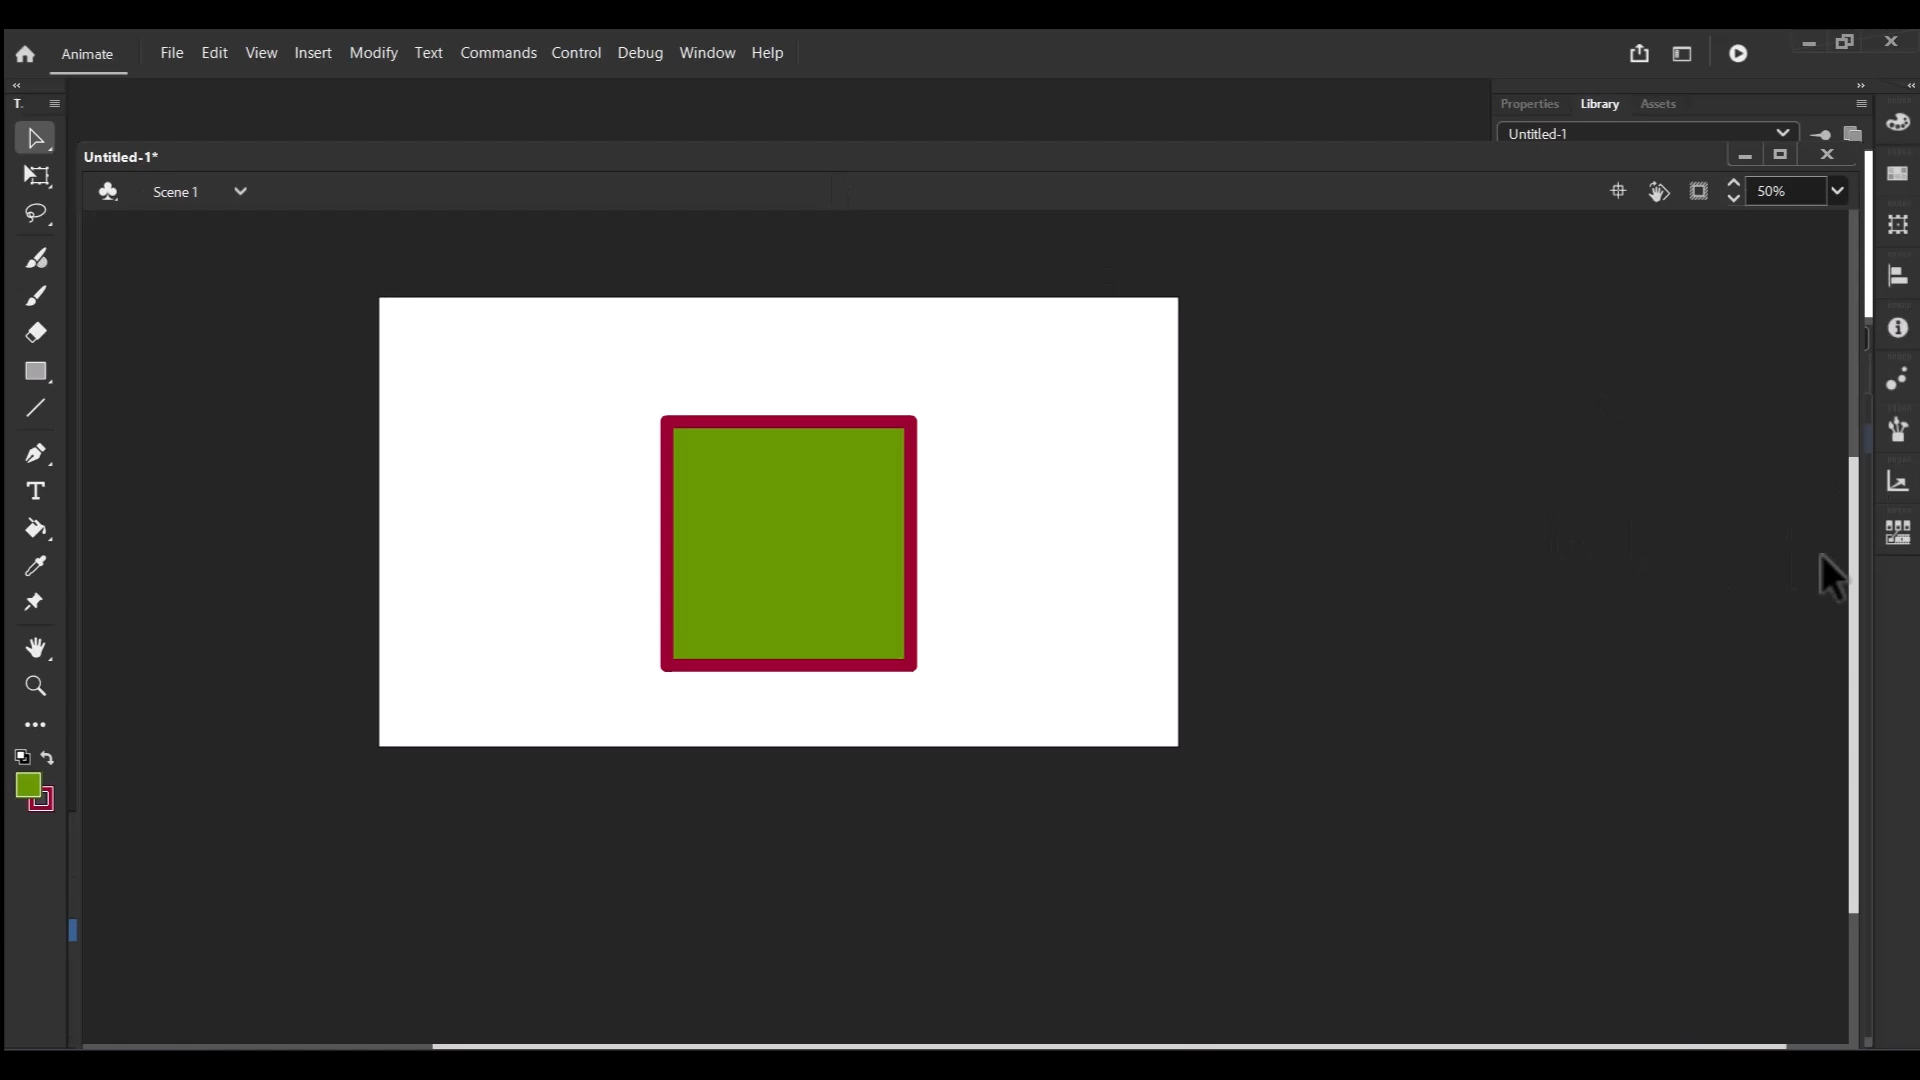 Animate File Edit View Insert Modify Text Commands Control Debug Window Help
T.
Properties Library Assets
Untitled-1
Untitled-1*
Scene 1
50%